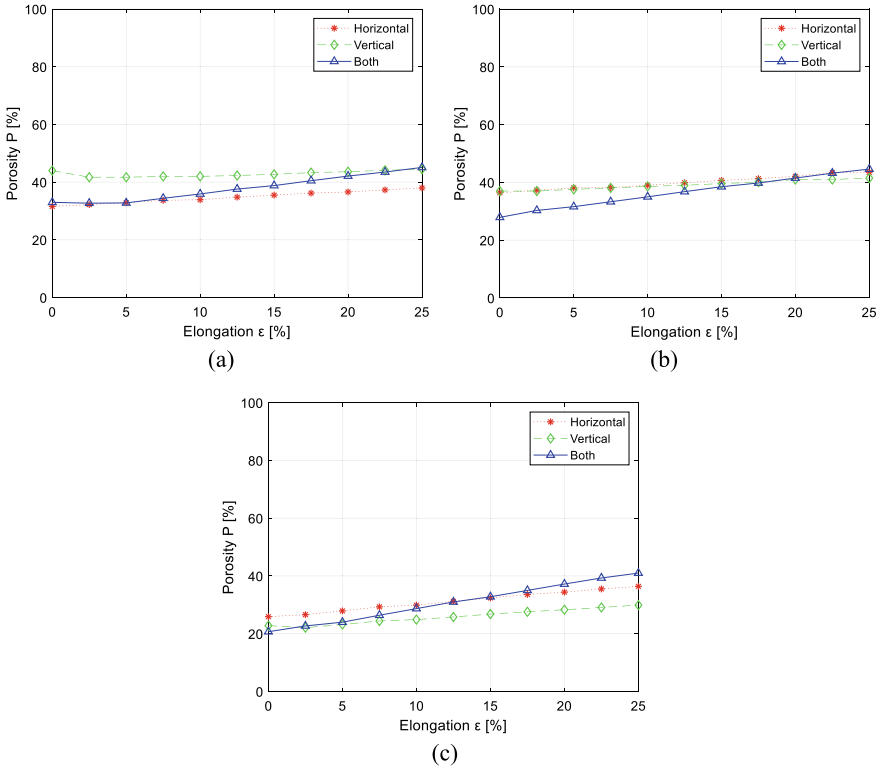 100
80
60
40
20
0
Porosity P [%]
Horizontal
Vertical
Both
0 5 10 15 20 25
Elongation ε [%]
(a)
100
80
60
40
20
0
Porosity P [%]
Horizontal
Vertical
Both
0 5 10 15 20 25
Elongation ε [%]
(b)
100
80
60
40
20
0
Porosity P [%]
Horizontal
Vertical
Both
0 5 10 15 20 25
Elongation ε [%]
(c)